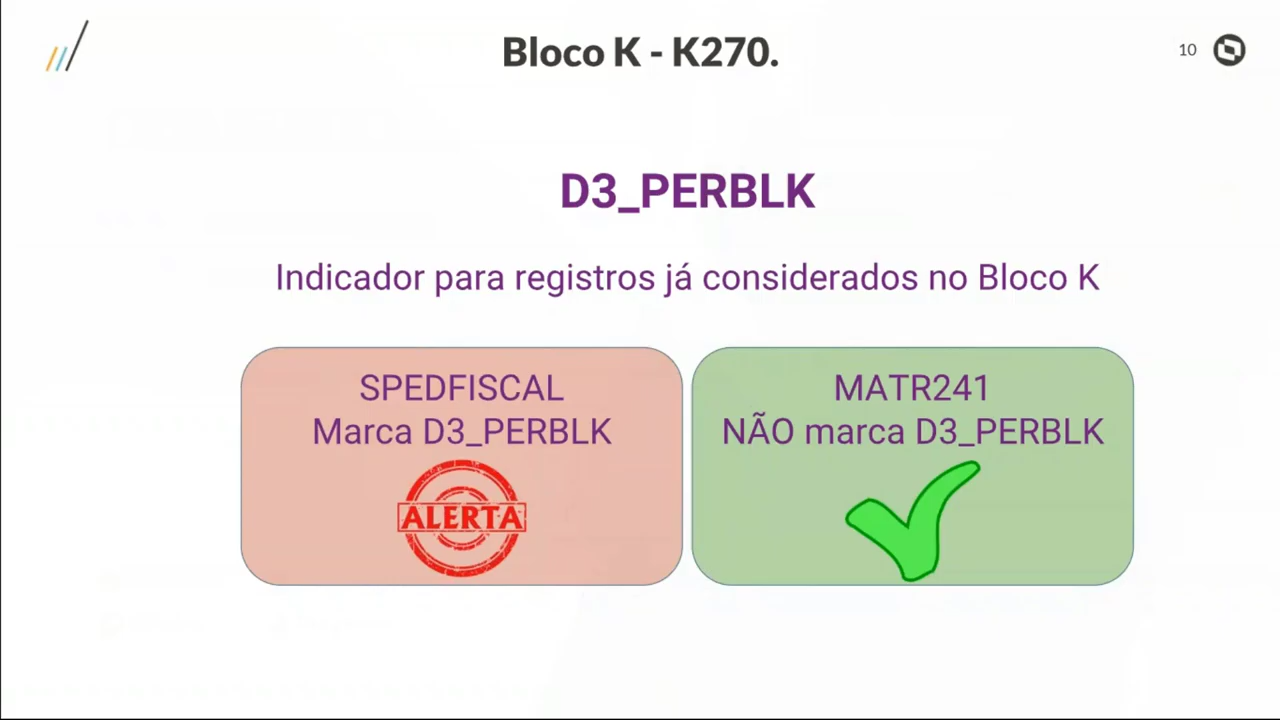 Bloco K - K270.
10
D3_PERBLK
Indicador para registros já considerados no Bloco K
SPEDFISCAL
Marca D3_PERBLK
ALERTA
MATR241
NÃO marca D3_PERBLK